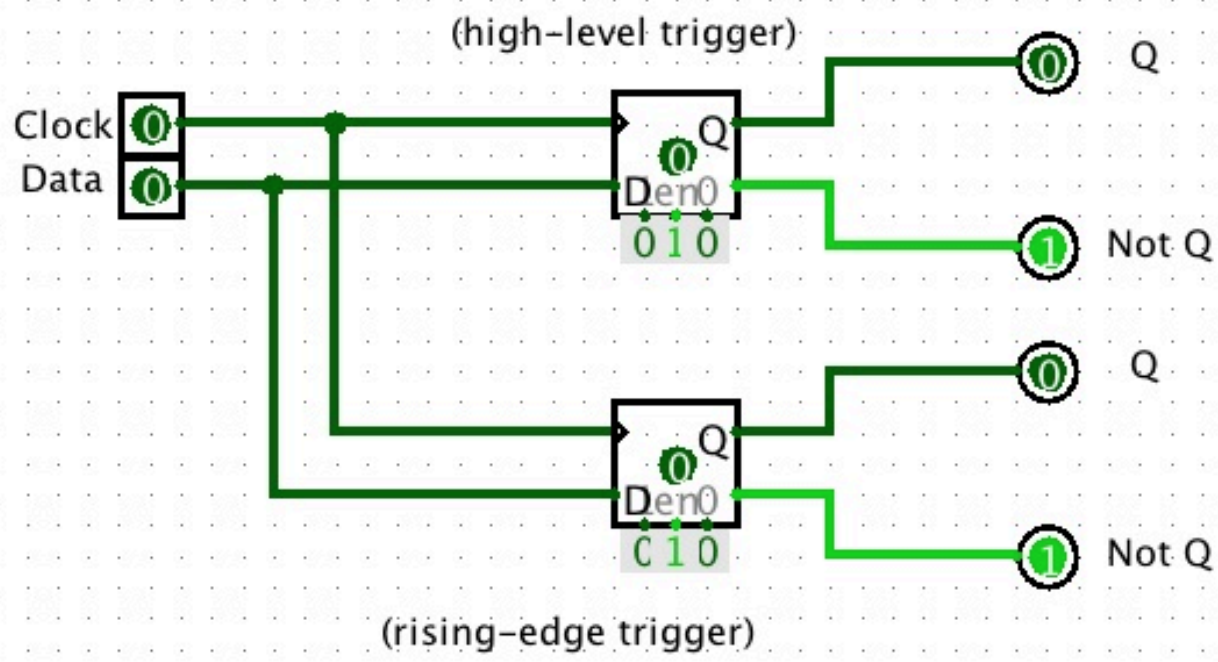 (high-level trigger)
Q
0
Clock 0
Q
0
Data 0
D en 0
0 1 0
1 Not Q
0 Q
Q
0
D en 0
0 1 0
1 Not Q
(rising-edge trigger)